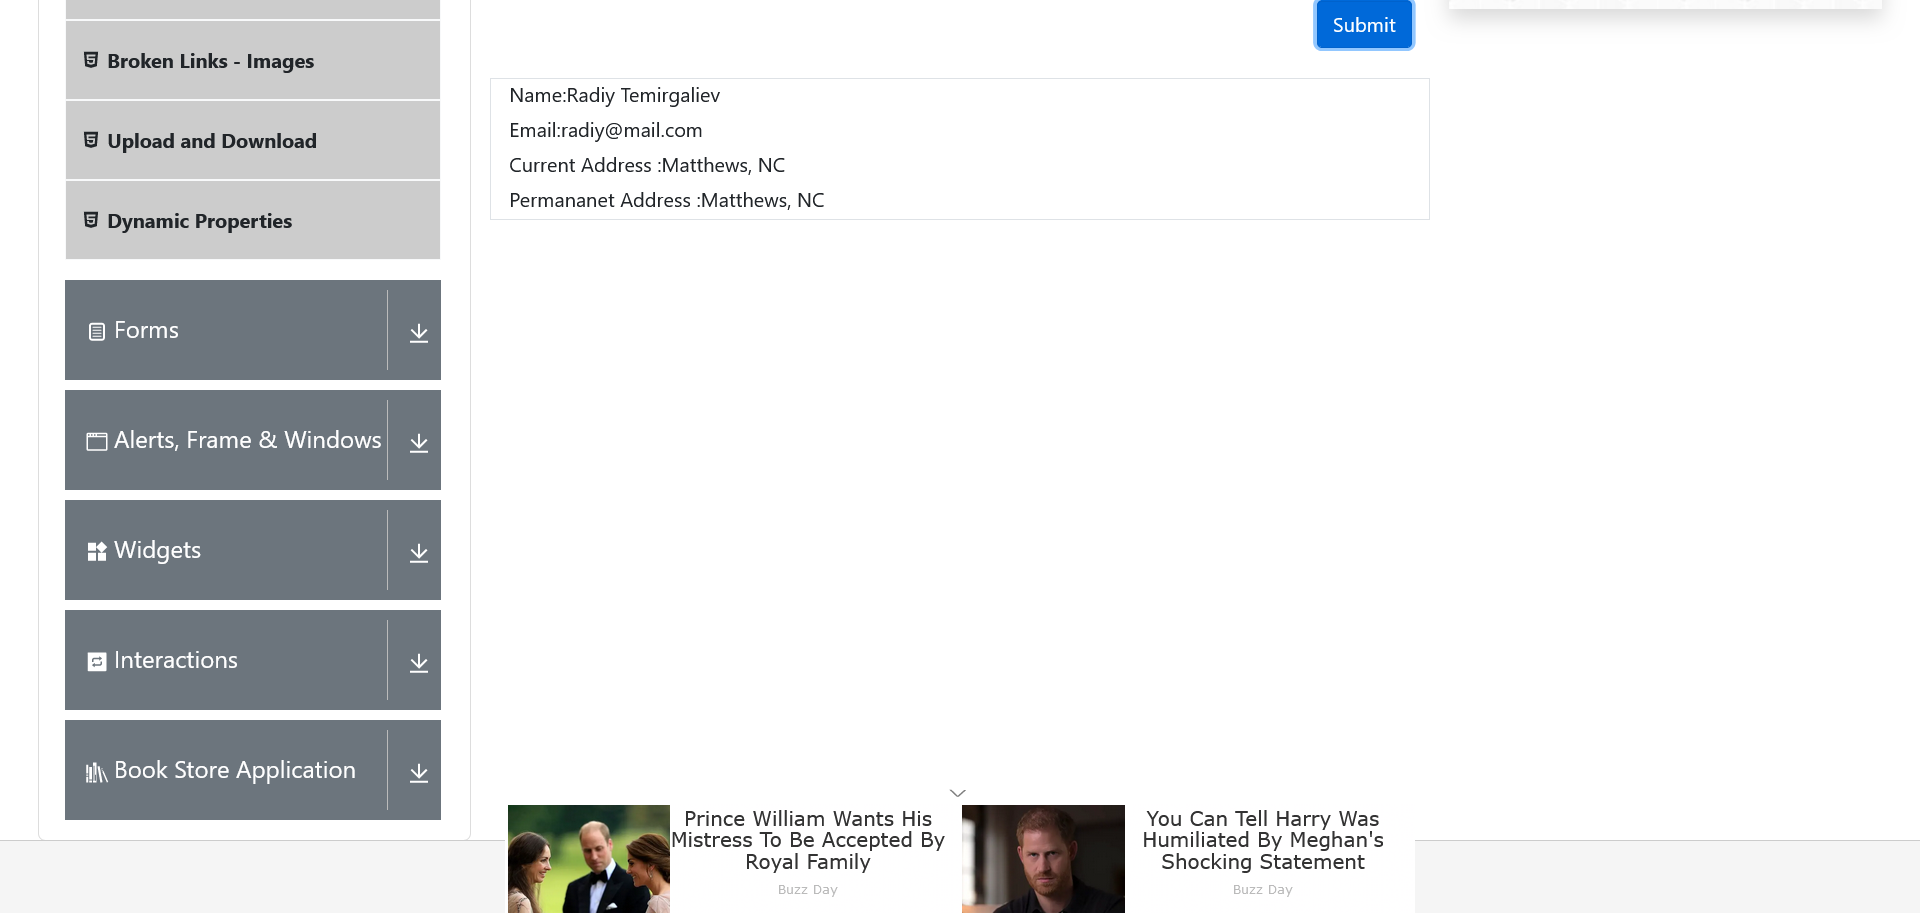 Submit
Broken Links - Images
Upload and Download
Dynamic Properties
Name:Radiy Temirgaliev
Email:radiy@mail.com
Current Address :Matthews, NC
Permananet Address :Matthews, NC
Forms
Alerts, Frame & Windows
Widgets
Interactions
Book Store Application
Prince William Wants His
Mistress To Be Accepted By
Royal Family
Buzz Day
You Can Tell Harry Was
Humiliated By Meghan's
Shocking Statement
Buzz Day